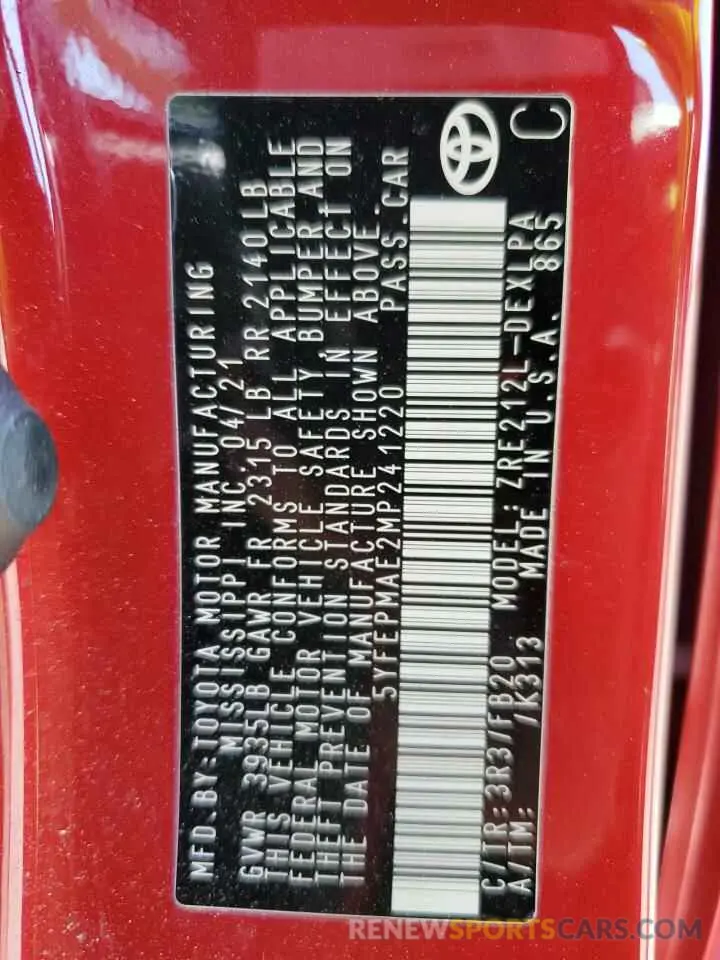 MFD.BY:TOYOTA MOTOR MANUFACTURING
MISSISSIPPI INC.04/21
GVWR 3935LB GAWR FR 2315 LB RR 2140LB
THIS VEHICLE CONFORMS TO ALL APPLICABLE
FEDERAL MOTOR VEHICLE SAFETY, BUMPER AND
THEFT PREVENTION STANDARDS IN EFFECT ON
THE DATE OF MANUFACTURE SHOWN ABOVE.
5YFEPMAE2MP241220 PASS.CAR
C/TR:3R3/FB20 MODEL:ZRE212L-DEXLPA
A/TM: /K313 MADE IN U.S.A. 865
C
RENEWSPORTSCARS.COM